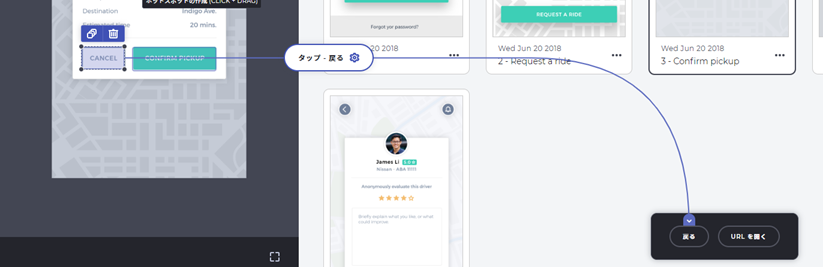 ホットスポットの作成 (CLICK + DRAG)
Destination
Indigo Ave.
Estimated time
20 mins.
CANCEL
CONFIRM PICKUP
タップ - 戻る
Forgot yor password?
REQUEST A RIDE
Jun 20 2018
Wed Jun 20 2018
2 - Request a ride
Wed Jun 20 2018
3 - Confirm pickup
James Li
Nissan · ABA 1111
Anonymously evaluate this driver
Briefly explain what you like, or what
could improve.
戻る
URL を開く